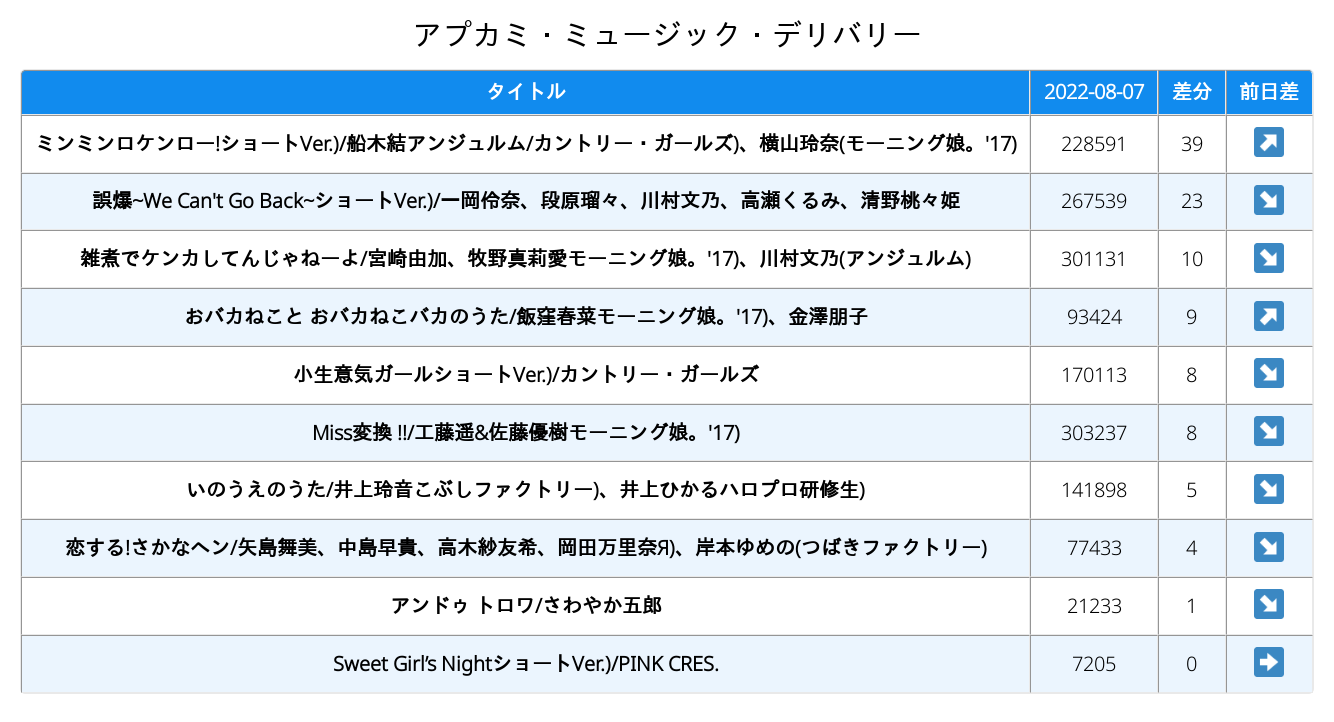 アプカミ・ミュージック・デリバリー
タイトル 2022-08-07 差分 前日差
ミンミンロケンロー!ショートVer.)/船木結アンジュルム/カントリー・ガールズ)、横山玲奈(モーニング娘。'17) 228591 39
誤爆~We Can't Go Back~ショートVer.)/一岡伶奈、段原瑠々、川村文乃、高瀬くるみ、清野桃々姫 267539 23
雑煮でケンカしてんじゃねーよ/宮崎由加、牧野真莉愛モーニング娘。'17)、川村文乃(アンジュルム) 301131 10
おバカねこと おバカねこバカのうた/飯窪春菜モーニング娘。'17)、金澤朋子 93424 9
小生意気ガールショートVer.)/カントリー・ガールズ 170113 8
Miss変換 !!/工藤遥&佐藤優樹モーニング娘。'17) 303237 8
いのうえのうた/井上玲音こぶしファクトリー)、井上ひかるハロプロ研修生) 141898 5
恋する!さかなヘン/矢島舞美、中島早貴、高木紗友希、岡田万里奈Я)、岸本ゆめの(つばきファクトリー) 77433 4
アンドゥ トロワ/さわやか五郎 21233 1
Sweet Girl’s NightショートVer.)/PINK CRES. 7205 0